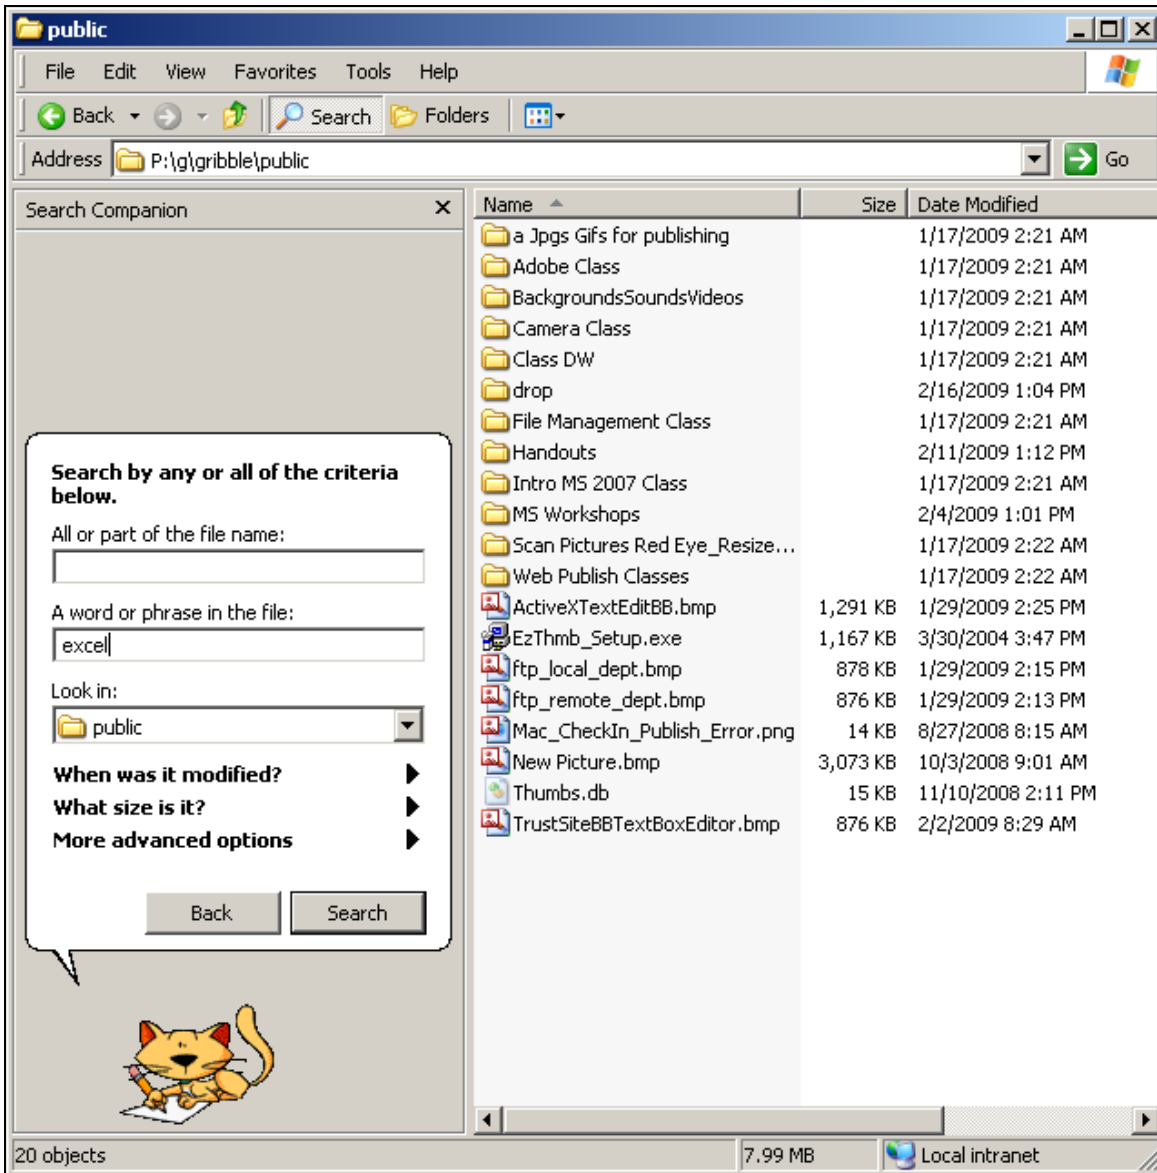 public
File Edit View Favorites Tools Help
Back Search Folders
Address P:\g\gribble\public Go
Search Companion
Search by any or all of the criteria
below.
All or part of the file name:
A word or phrase in the file:
excel
Look in:
public
When was it modified?
What size is it?
More advanced options
Back Search
Name Size Date Modified
a Jpgs Gifs for publishing 1/17/2009 2:21 AM
Adobe Class 1/17/2009 2:21 AM
BackgroundsSoundsVideos 1/17/2009 2:21 AM
Camera Class 1/17/2009 2:21 AM
Class DW 1/17/2009 2:21 AM
drop 2/16/2009 1:04 PM
File Management Class 1/17/2009 2:21 AM
Handouts 2/11/2009 1:12 PM
Intro MS 2007 Class 1/17/2009 2:21 AM
MS Workshops 2/4/2009 1:01 PM
Scan Pictures Red Eye_Resize... 1/17/2009 2:22 AM
Web Publish Classes 1/17/2009 2:22 AM
ActiveXTextEditBB.bmp 1,291 KB 1/29/2009 2:25 PM
EzThmb_Setup.exe 1,167 KB 3/30/2004 3:47 PM
ftp_local_dept.bmp 878 KB 1/29/2009 2:15 PM
ftp_remote_dept.bmp 876 KB 1/29/2009 2:13 PM
Mac_CheckIn_Publish_Error.png 14 KB 8/27/2008 8:15 AM
New Picture.bmp 3,073 KB 10/3/2008 9:01 AM
Thumbs.db 15 KB 11/10/2008 2:11 PM
TrustSiteBBTextBoxEditor.bmp 876 KB 2/2/2009 8:29 AM
20 objects 7.99 MB Local intranet